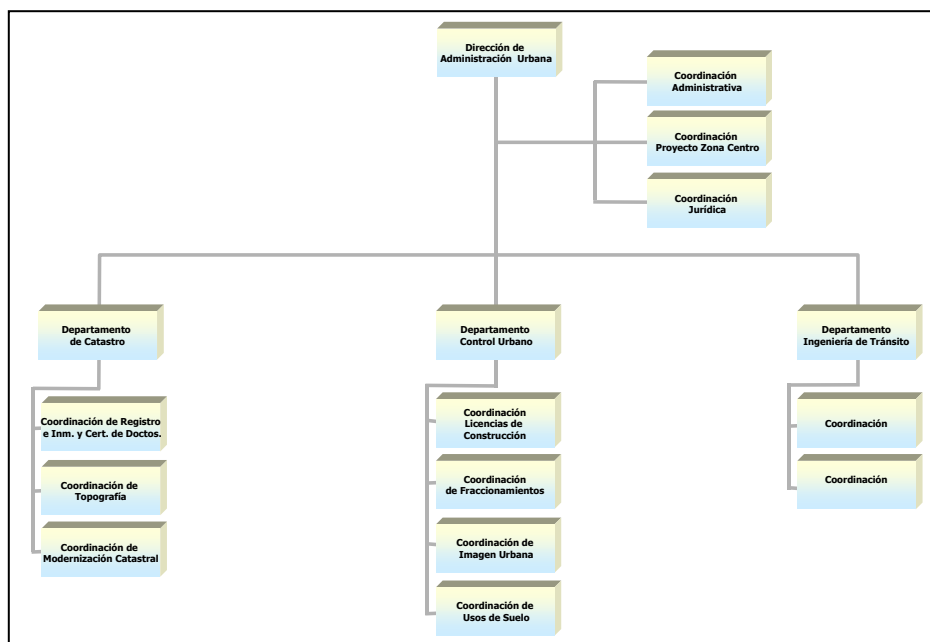 Dirección de
Administración Urbana
Coordinación
Administrativa
Coordinación
Proyecto Zona Centro
Coordinación
Jurídica
Departamento
de Catastro
Departamento
Control Urbano
Departamento
Ingeniería de Tránsito
Coordinación de Registro
e Inm. y Cert. de Doctos.
Coordinación de
Topografía
Coordinación de
Modernización Catastral
Coordinación
Licencias de
Construcción
Coordinación
de Fraccionamientos
Coordinación de
Imagen Urbana
Coordinación de
Usos de Suelo
Coordinación
Coordinación